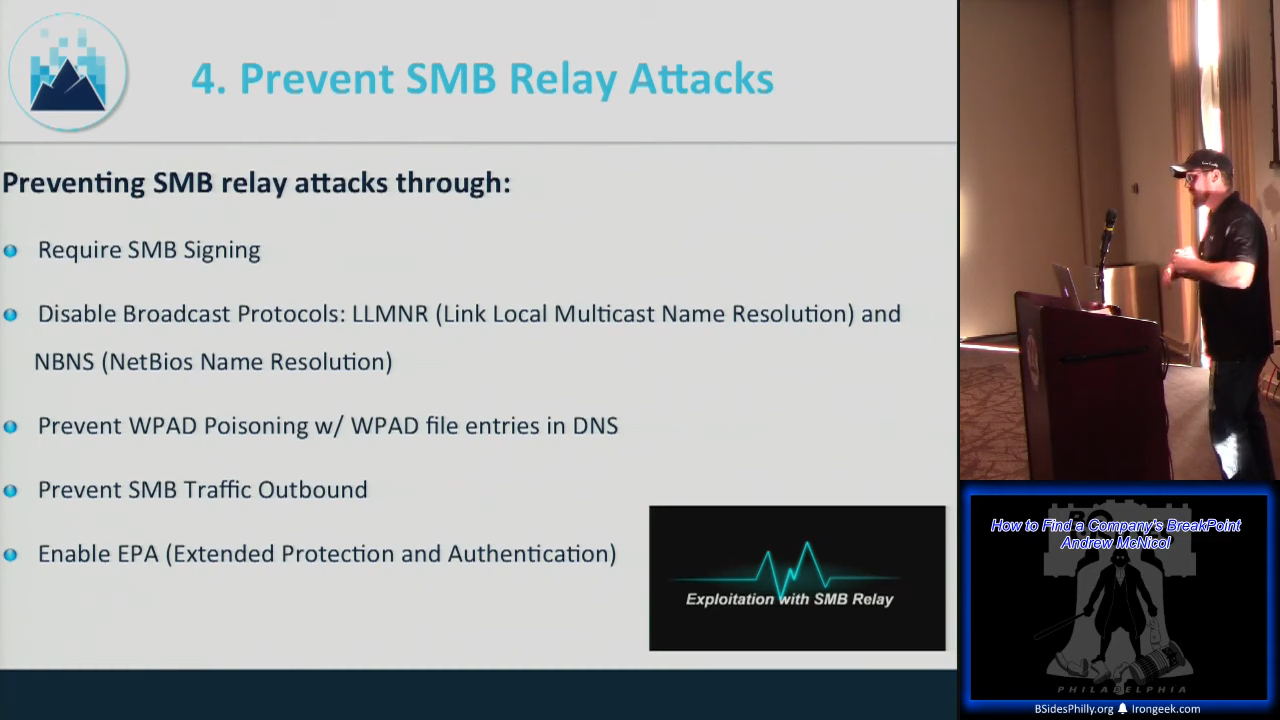 4. Prevent SMB Relay Attacks
Preventing SMB relay attacks through:
Require SMB Signing
Disable Broadcast Protocols: LLMNR (Link Local Multicast Name Resolution) and
NBNS (NetBios Name Resolution)
Prevent WPAD Poisoning w/ WPAD file entries in DNS
Prevent SMB Traffic Outbound
Enable EPA (Extended Protection and Authentication)
Exploitation with SMB Relay
How to Find a Company's BreakPoint
Andrew McNicol
PHILADELPHIA
BSidesPhilly.org Irongeek.com